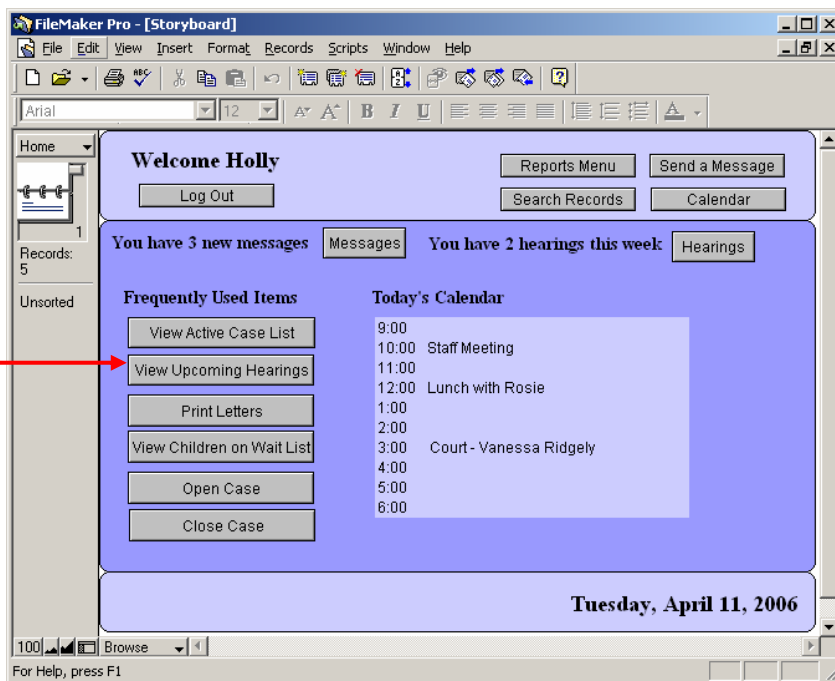 FileMaker Pro - [Storyboard]
File Edit View Insert Format Records Scripts Window Help
ABC
Arial 12 B I U A
Home
1
Records:
5
Unsorted
Welcome Holly
Log Out
Reports Menu Send a Message
Search Records Calendar
You have 3 new messages Messages You have 2 hearings this week Hearings
Frequently Used Items
View Active Case List
View Upcoming Hearings
Print Letters
View Children on Wait List
Open Case
Close Case
Today's Calendar
9:00
10:00 Staff Meeting
11:00
12:00 Lunch with Rosie
1:00
2:00
3:00 Court - Vanessa Ridgely
4:00
5:00
6:00
Tuesday, April 11, 2006
100 Browse
For Help, press F1